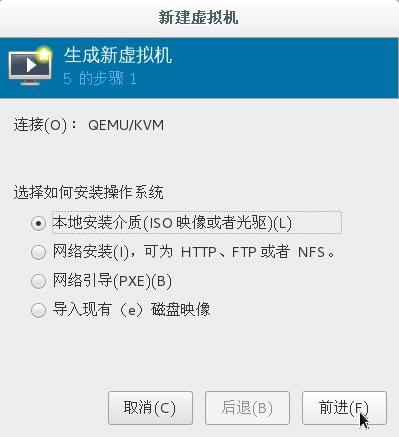 新建虚拟机
生成新虚拟机
5 的步骤 1
连接(O)： QEMU/KVM
选择如何安装操作系统
本地安装介质(ISO 映像或者光驱)(L)
网络安装(I)，可为 HTTP、FTP 或者 NFS。
网络引导(PXE)(B)
导入现有（e）磁盘映像
取消(C) 后退(B) 前进(F)